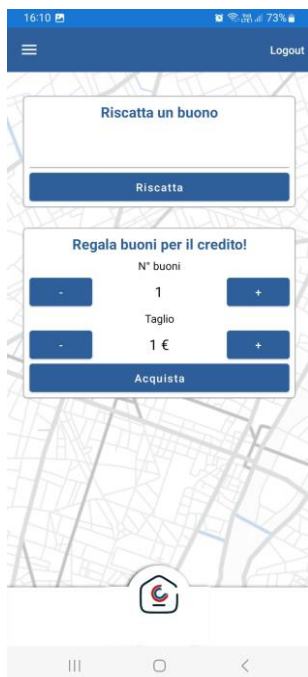 16:10 73%
Logout
Riscatta un buono
Riscatta
Regala buoni per il credito!
N° buoni
- 1 +
Taglio
- 1 € +
Acquista